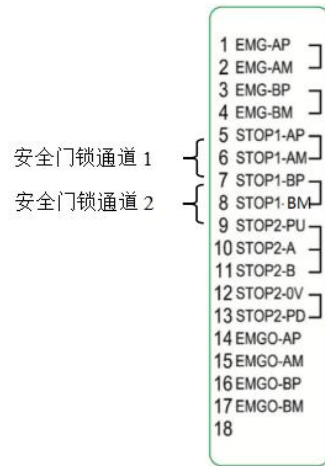 1 EMG-AP
2 EMG-AM
3 EMG-BP
4 EMG-BM
5 STOP1-AP
安全门锁通道 1
6 STOP1-AM
7 STOP1-BP
安全门锁通道 2
8 STOP1-BM
9 STOP2-PU
10 STOP2-A
11 STOP2-B
12 STOP2-0V
13 STOP2-PD
14 EMGO-AP
15 EMGO-AM
16 EMGO-BP
17 EMGO-BM
18